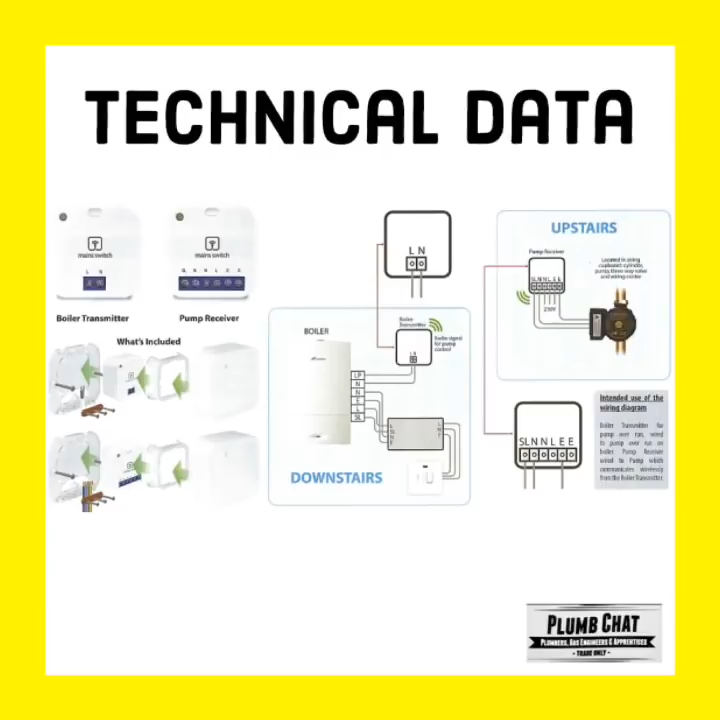 TECHNICAL DATA
mains switch
L N
Boiler Transmitter
mains switch
SL N N L E E
Pump Receiver
What's Included
L N
BOILER
Boiler
Transmitter
Radio signal
for pump
control
L N
LP
N
N
E
L
SL
DOWNSTAIRS
UPSTAIRS
Pump Receiver
SL N N L E E
230V
Located in airing
cupboard: cylinder,
pump, three way valve
and wiring center
SL N N L E E
Intended use of the
wiring diagram
Boiler Transmitter for
pump over run, wired
to pump over run on
boiler. Pump Receiver
wired to Pump which
communicates wirelessly
from the Boiler Transmitter.
PLUMB CHAT
PLUMBERS, GAS ENGINEERS & APPRENTICES
- TRADE ONLY -